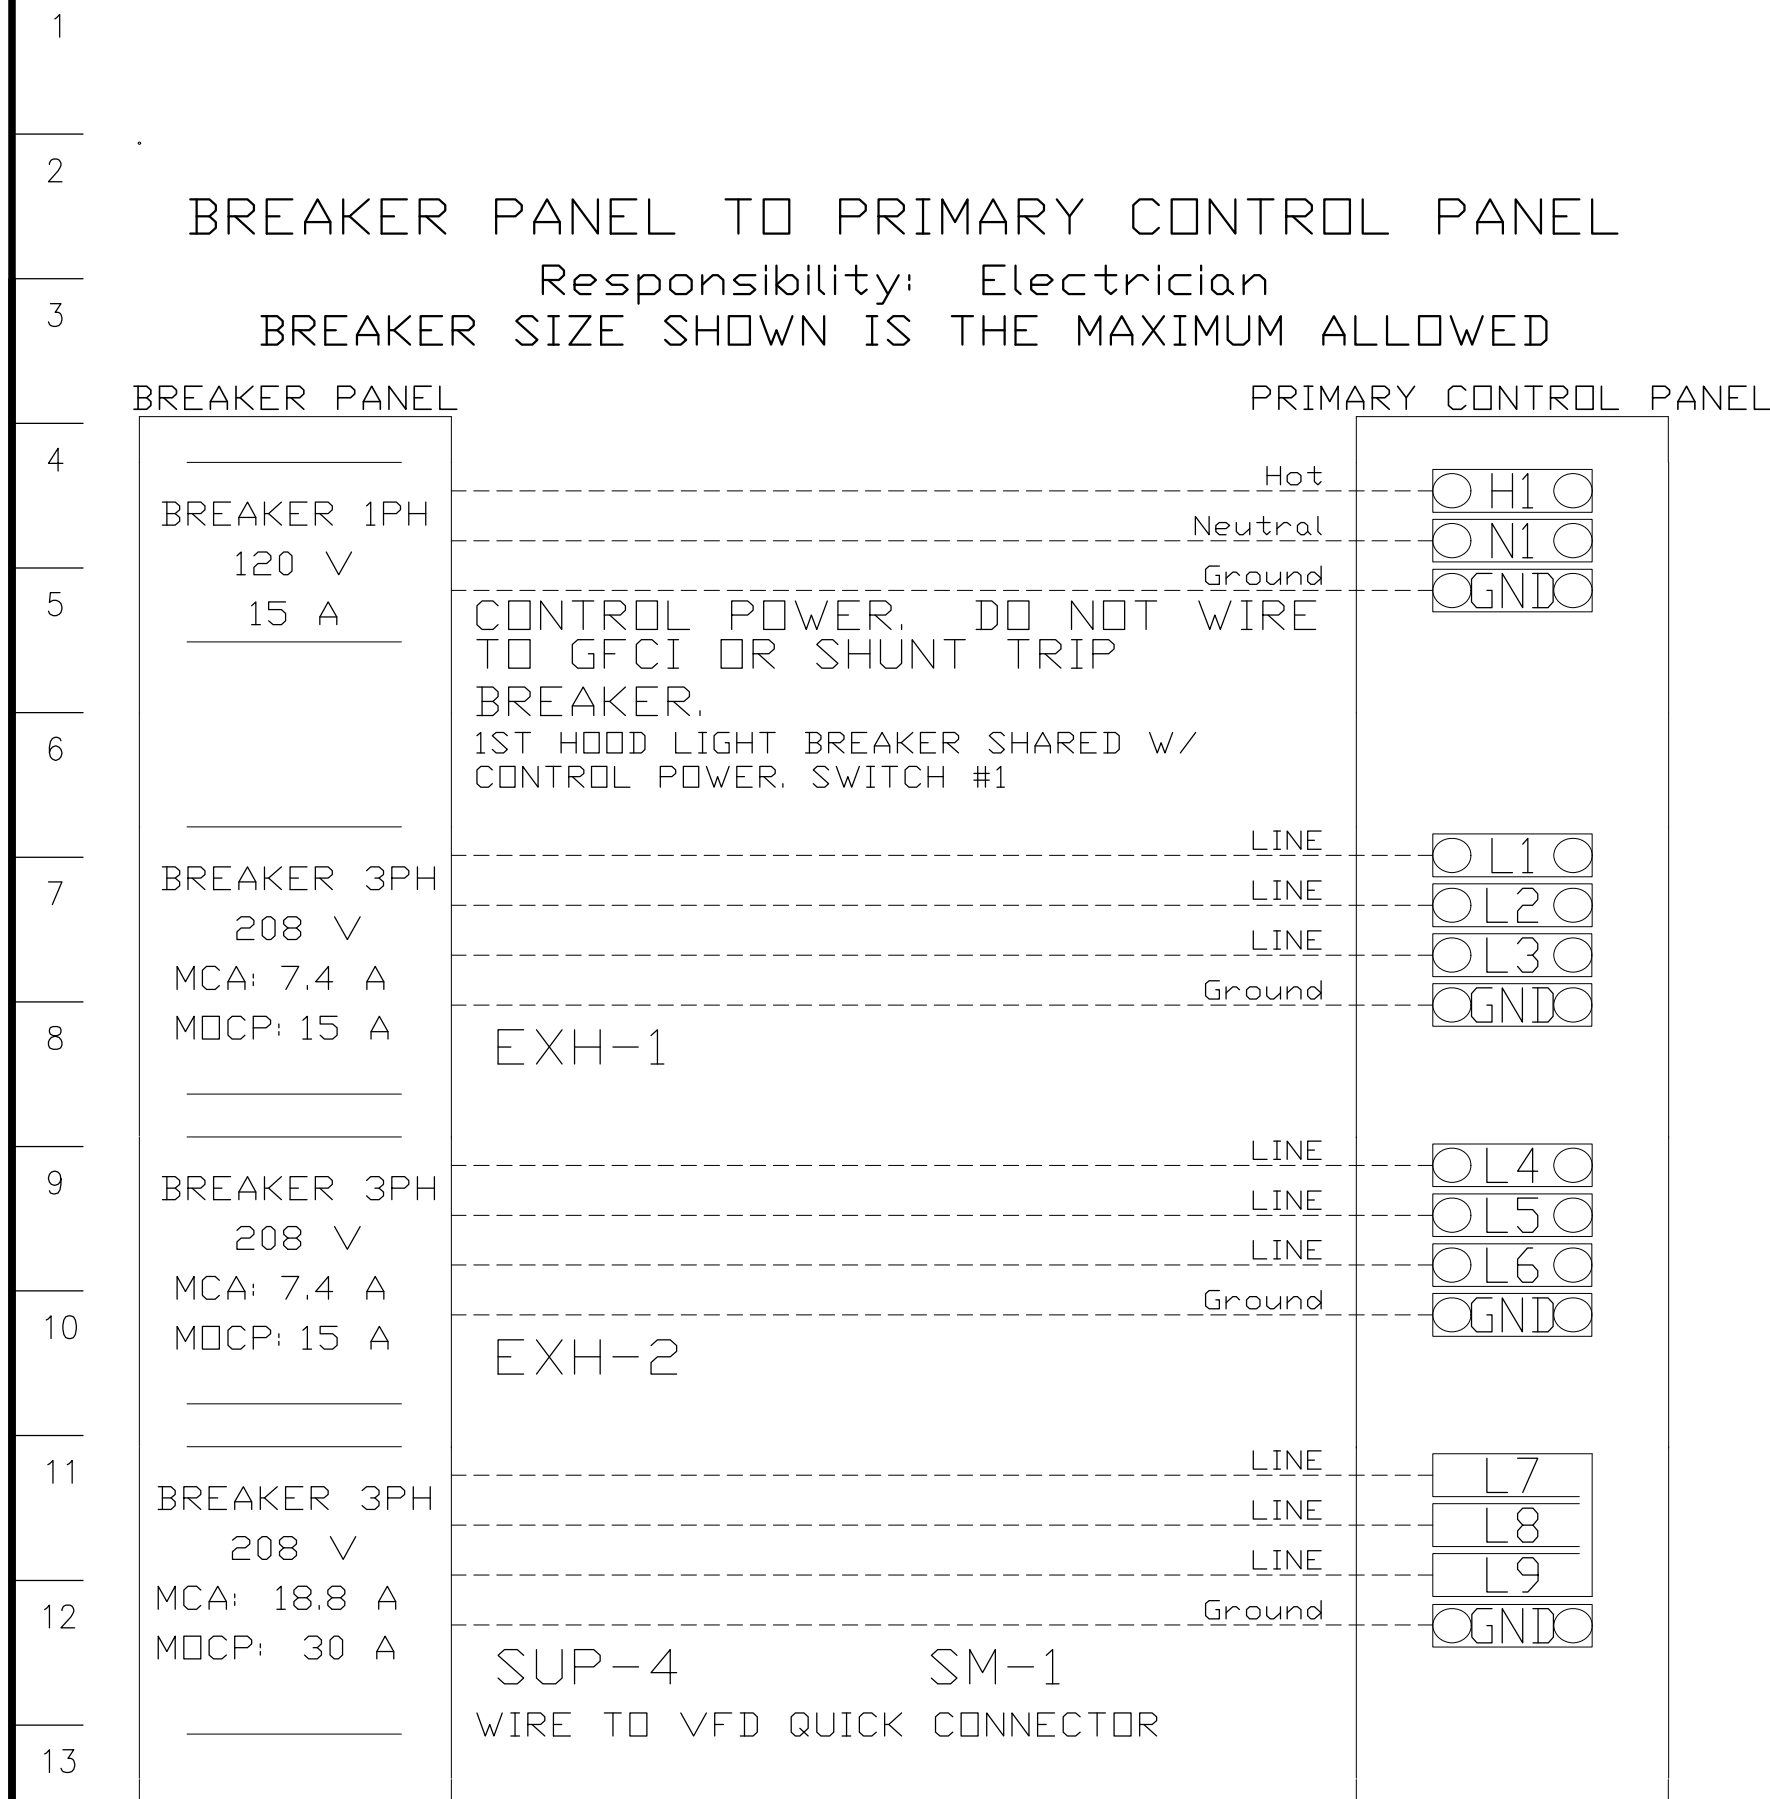 1
2
BREAKER PANEL TO PRIMARY CONTROL PANEL
Responsibility: Electrician
3
BREAKER SIZE SHOWN IS THE MAXIMUM ALLOWED
BREAKER PANEL
PRIMARY CONTROL PANEL
4
Hot
H1
BREAKER 1PH
Neutral
N1
120 V
Ground
GND
5
15 A
CONTROL POWER. DO NOT WIRE
TO GFCI OR SHUNT TRIP
BREAKER.
6
1ST HOOD LIGHT BREAKER SHARED W/
CONTROL POWER. SWITCH #1
LINE
L1
7
BREAKER 3PH
LINE
L2
208 V
LINE
L3
MCA: 7.4 A
Ground
GND
8
MOCP: 15 A
EXH-1
LINE
L4
9
BREAKER 3PH
LINE
L5
208 V
LINE
L6
MCA: 7.4 A
Ground
GND
10
MOCP: 15 A
EXH-2
LINE
L7
11
BREAKER 3PH
LINE
L8
208 V
LINE
L9
MCA: 18.8 A
Ground
GND
12
MOCP: 30 A
SUP-4 SM-1
WIRE TO VFD QUICK CONNECTOR
13